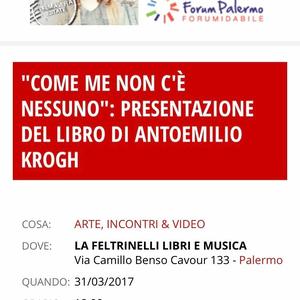 Forum Palermo
FORUMIDABILE
"COME ME NON C'È
NESSUNO": PRESENTAZIONE
DEL LIBRO DI ANTOEMILIO
KROGH
COSA: ARTE, INCONTRI & VIDEO
DOVE: LA FELTRINELLI LIBRI E MUSICA
Via Camillo Benso Cavour 133 - Palermo
QUANDO: 31/03/2017